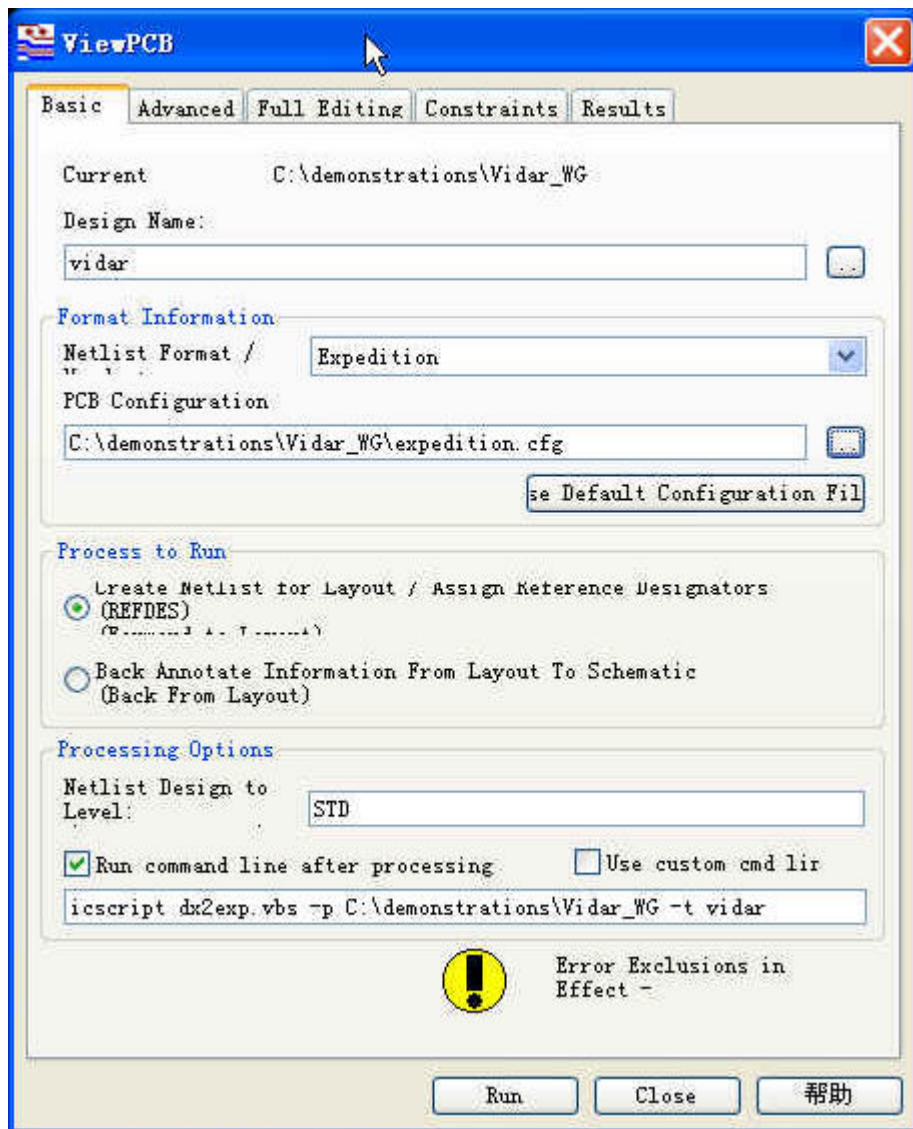 ViewPCB
Basic
Advanced
Full Editing
Constraints
Results
Current C:\demonstrations\Vidar_WG
Design Name:
vidar
..
Format Information
Netlist Format /
Expedition
PCB Configuration
C:\demonstrations\Vidar_WG\expedition.cfg
...
se Default Configuration Fil
Process to Run
Create Netlist for Layout / Assign Reference Designators
(REFDES)
Back Annotate Information From Layout To Schematic
(Back From Layout)
Processing Options
Netlist Design to
Level:
STD
Run command line after processing
Use custom cmd lir
icscript dx2exp.vbs -p C:\demonstrations\Vidar_WG -t vidar
Error Exclusions in
Effect -
Run
Close
帮助